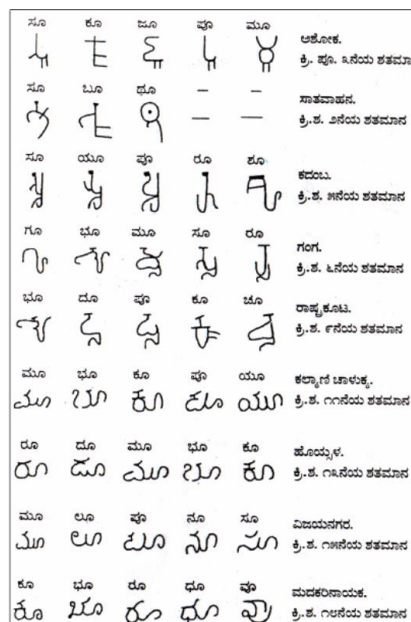 ಸೂ ಕೂ ಜೂ ಪೂ ಮೂ
ಅಶೋಕ.
ಕ್ರಿ. ಪೂ. ೩ನೆಯ ಶತಮಾ
ಸೂ ಬೂ ಥೂ – –
ಸಾತವಾಹನ.
ಕ್ರಿ.ಶ. ೨ನೆಯ ಶತಮಾನ
ಸೂ ಯೂ ಪೂ ರೂ ಶೂ
ಕದಂಬ.
ಕ್ರಿ.ಶ. ೫ನೆಯ ಶತಮಾನ
ಗೂ ಭೂ ಮೂ ಸೂ ರೂ
ಗಂಗ.
ಕ್ರಿ.ಶ. ೬ನೆಯ ಶತಮಾನ
ಭೂ ದೂ ಪೂ ಕೂ ಚೂ
ರಾಷ್ಟ್ರಕೂಟ.
ಕ್ರಿ.ಶ. ೯ನೆಯ ಶತಮಾನ
ಮೂ ಭೂ ಕೂ ಪೂ ಯೂ
ಕಲ್ಯಾಣಿ ಚಾಳುಕ್ಯ.
ಮೂ ಭೂ ಕೂ ಪೂ ಯೂ
ಕ್ರಿ.ಶ. ೧೧ನೆಯ ಶತಮಾನ
ರೂ ದೂ ಮೂ ಭೂ ಕೂ
ಹೊಯ್ಸಳ.
ರೂ ದೂ ಮೂ ಭೂ ಕೂ
ಕ್ರಿ.ಶ. ೧೩ನೆಯ ಶತಮಾನ
ಮೂ ಲೂ ಪೂ ನೂ ಸೂ
ವಿಜಯನಗರ.
ಮೂ ಲೂ ಪೂ ನೂ ಸೂ
ಕ್ರಿ.ಶ. ೧೫ನೆಯ ಶತಮಾನ
ಕೂ ಭೂ ರೂ ಧೂ ವೂ
ಮದಕರಿನಾಯಕ.
ಕೂ ಭೂ ರೂ ಧೂ ವೂ
ಕ್ರಿ.ಶ. ೧೮ನೆಯ ಶತಮಾನ